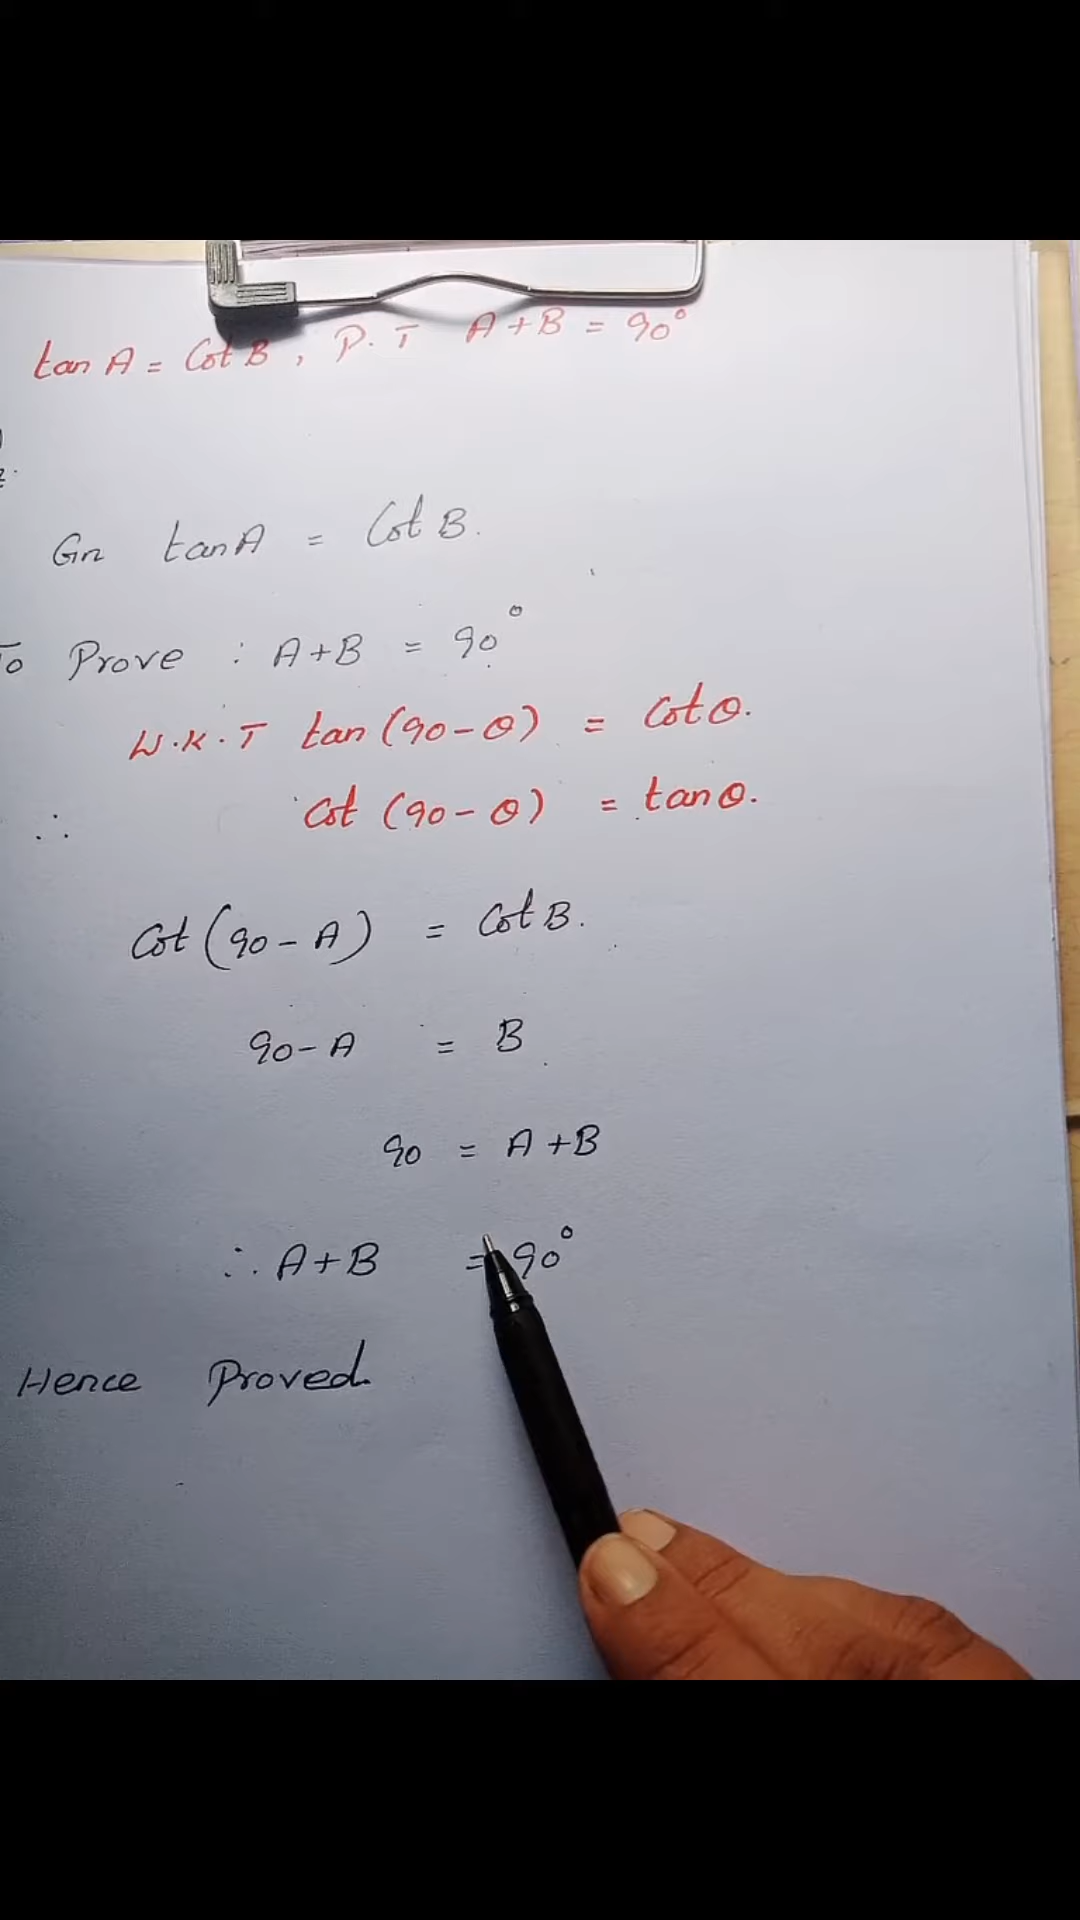 tan A = Cot B, P.T A+B = 90°
Gn tan A = Cot B.
To Prove : A+B = 90°
W.K.T tan (90-θ) = Cot θ.
∴ Cot (90-θ) = tan θ.
Cot (90-A) = Cot B.
90-A = B
90 = A+B
∴ A+B = 90°
Hence Proved